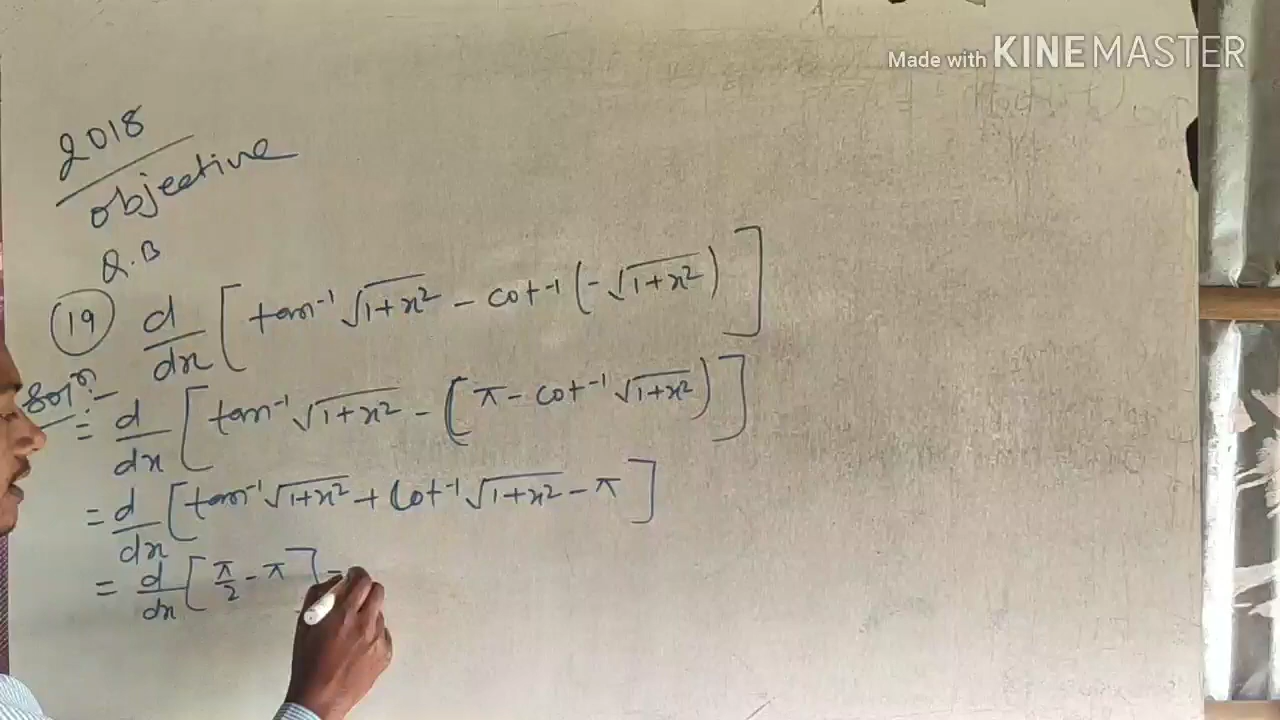 Made with KINEMASTER
2018
objective
Q.B
19 d/dx [tan⁻¹ √1+x² - cot⁻¹ (-√1+x²)]
Solⁿ:-
= d/dx [tan⁻¹ √1+x² - (π - cot⁻¹ √1+x²)]
= d/dx [tan⁻¹ √1+x² + cot⁻¹ √1+x² - π]
= d/dx [π/2 - π] =